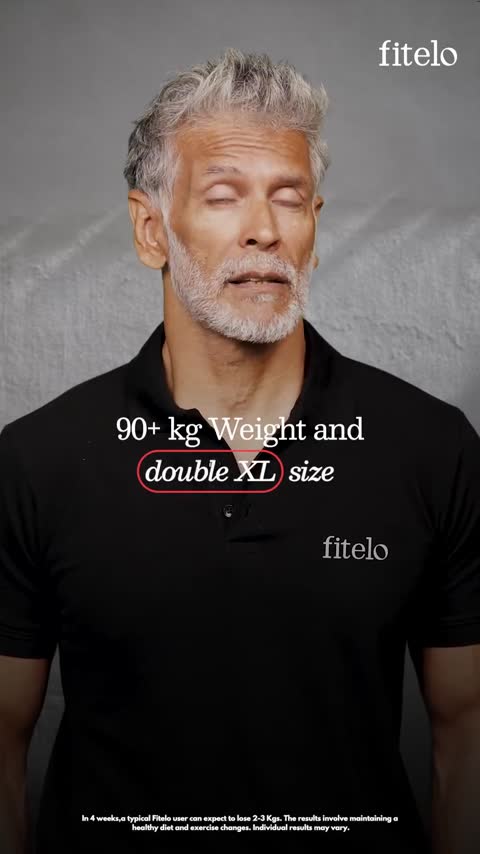 fitelo
90+ kg Weight and
double XL size
fitelo
In 4 weeks,a typical Fitelo user can expect to lose 2-3 Kgs. The results involve maintaining a
healthy diet and exercise changes. Individual results may vary.